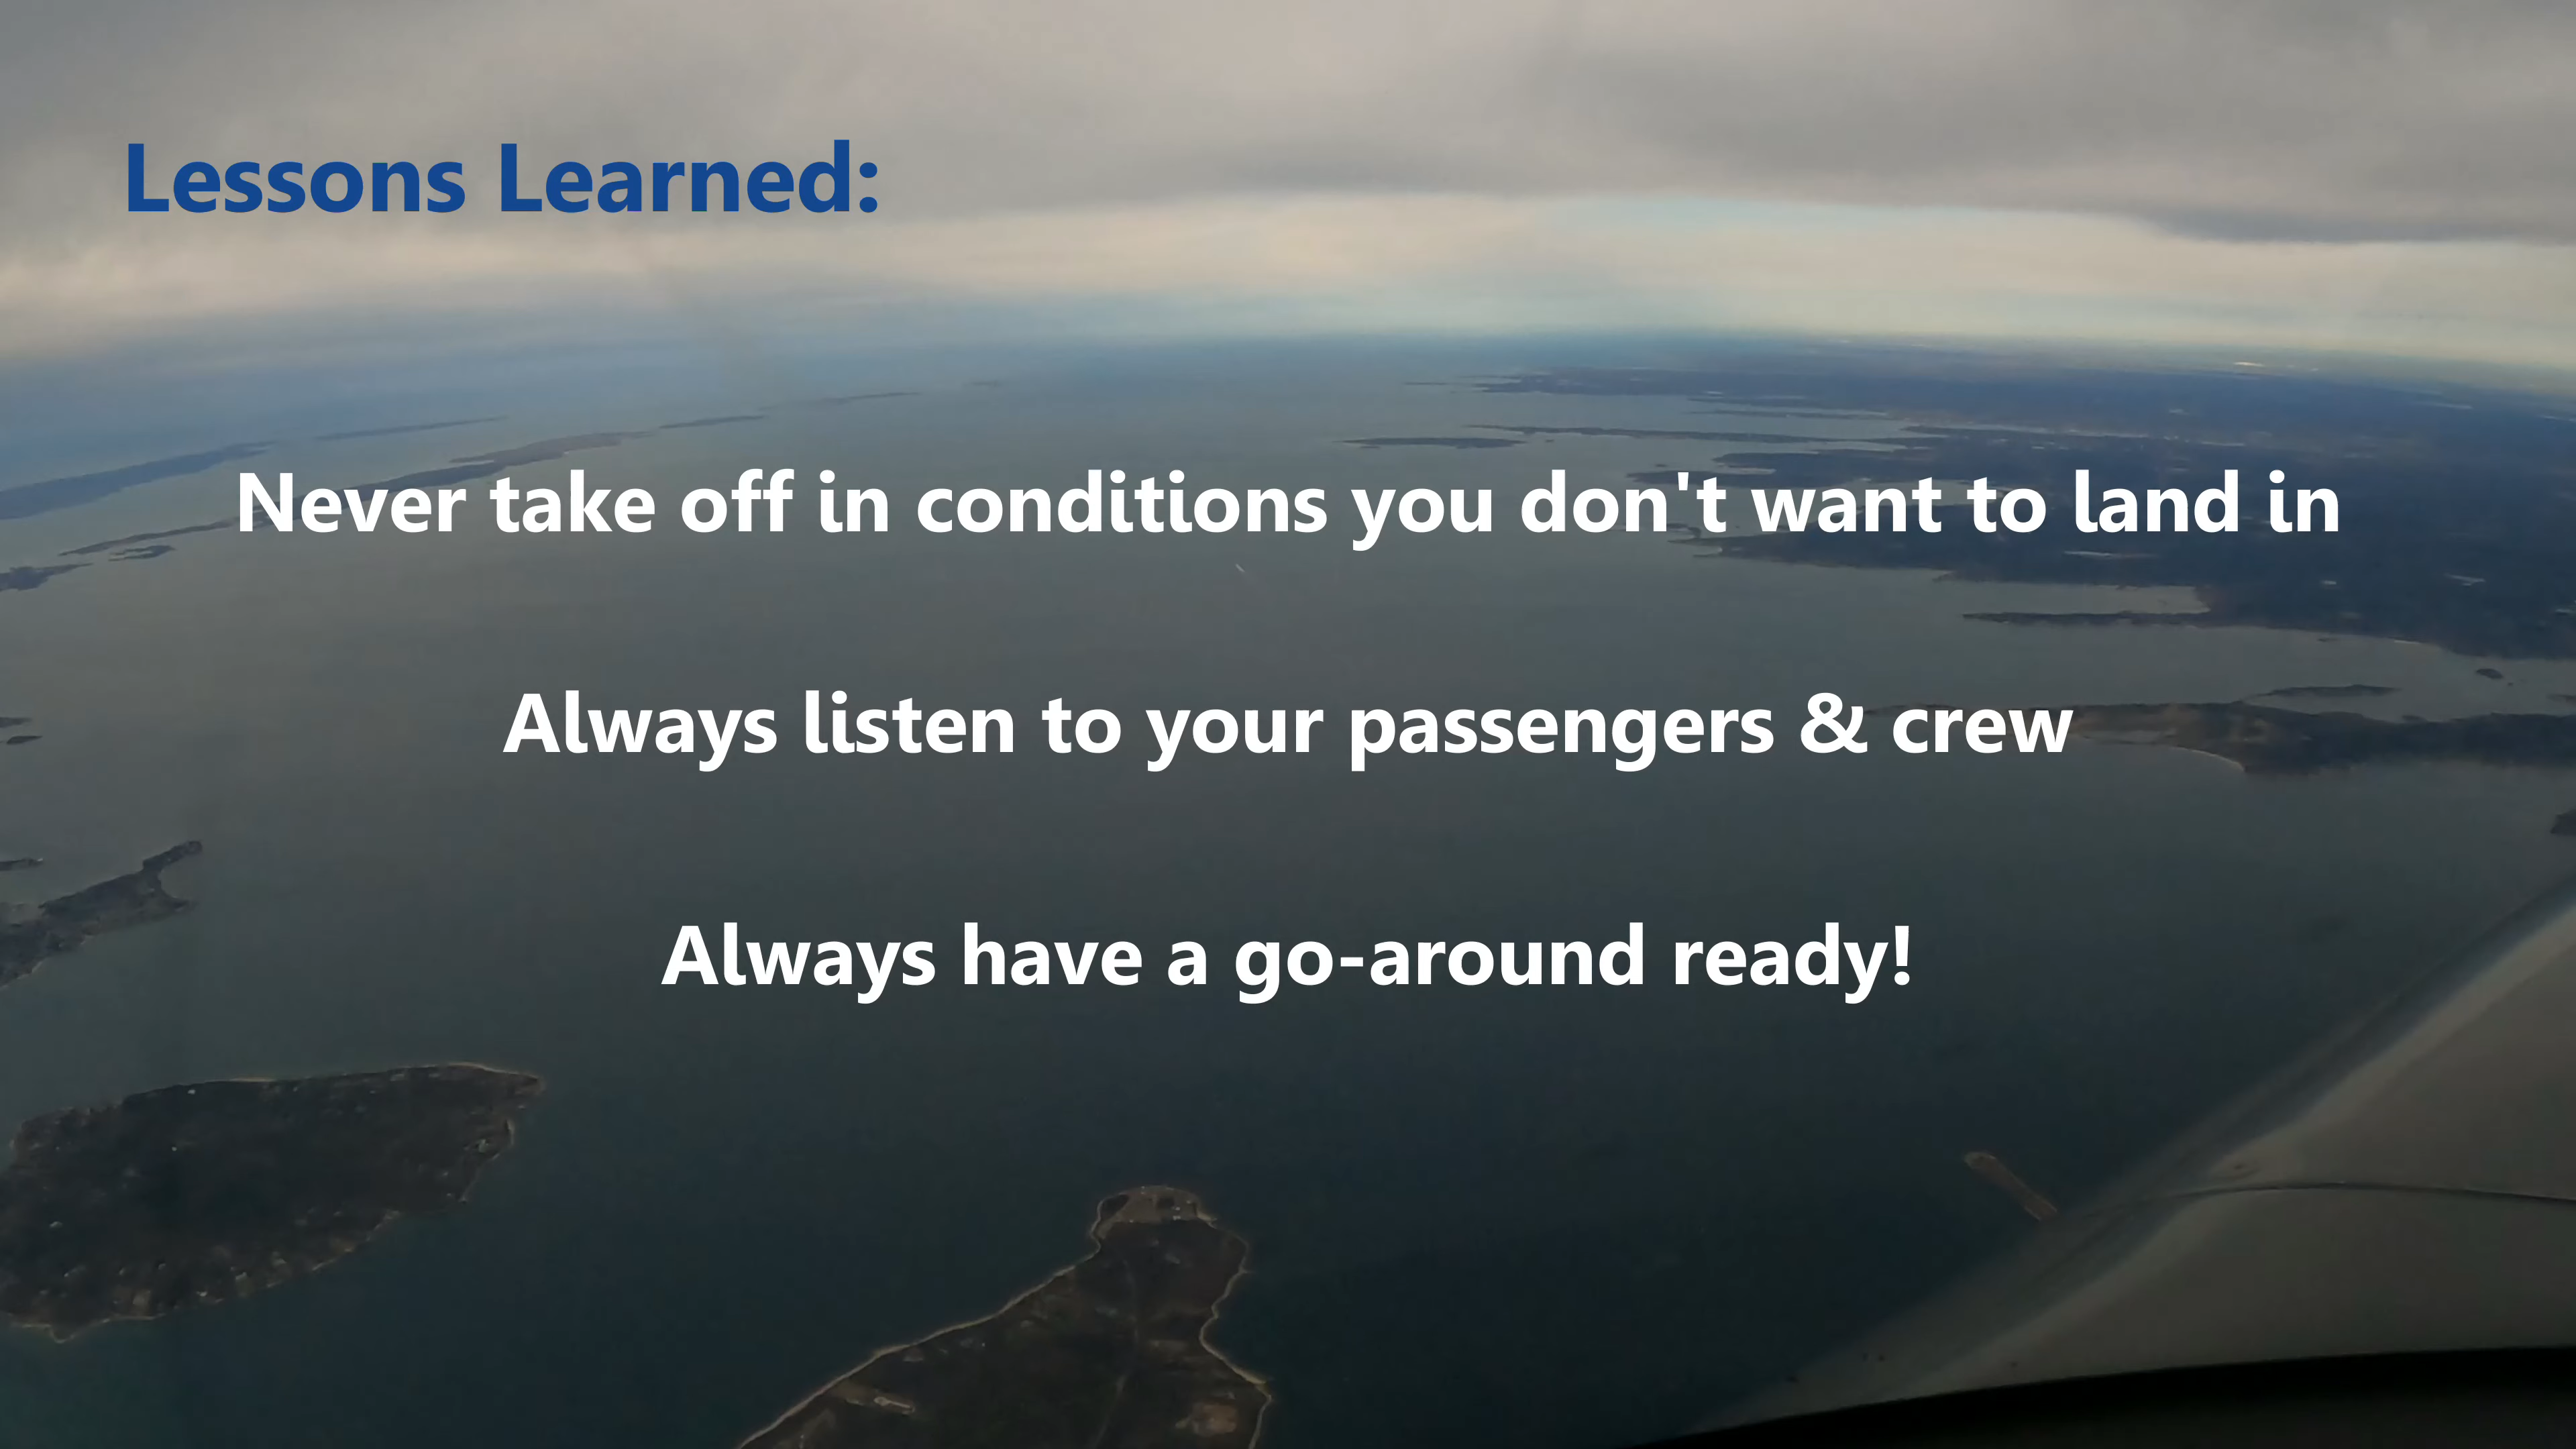 Lessons Learned:
Never take off in conditions you don't want to land in
Always listen to your passengers & crew
Always have a go-around ready!